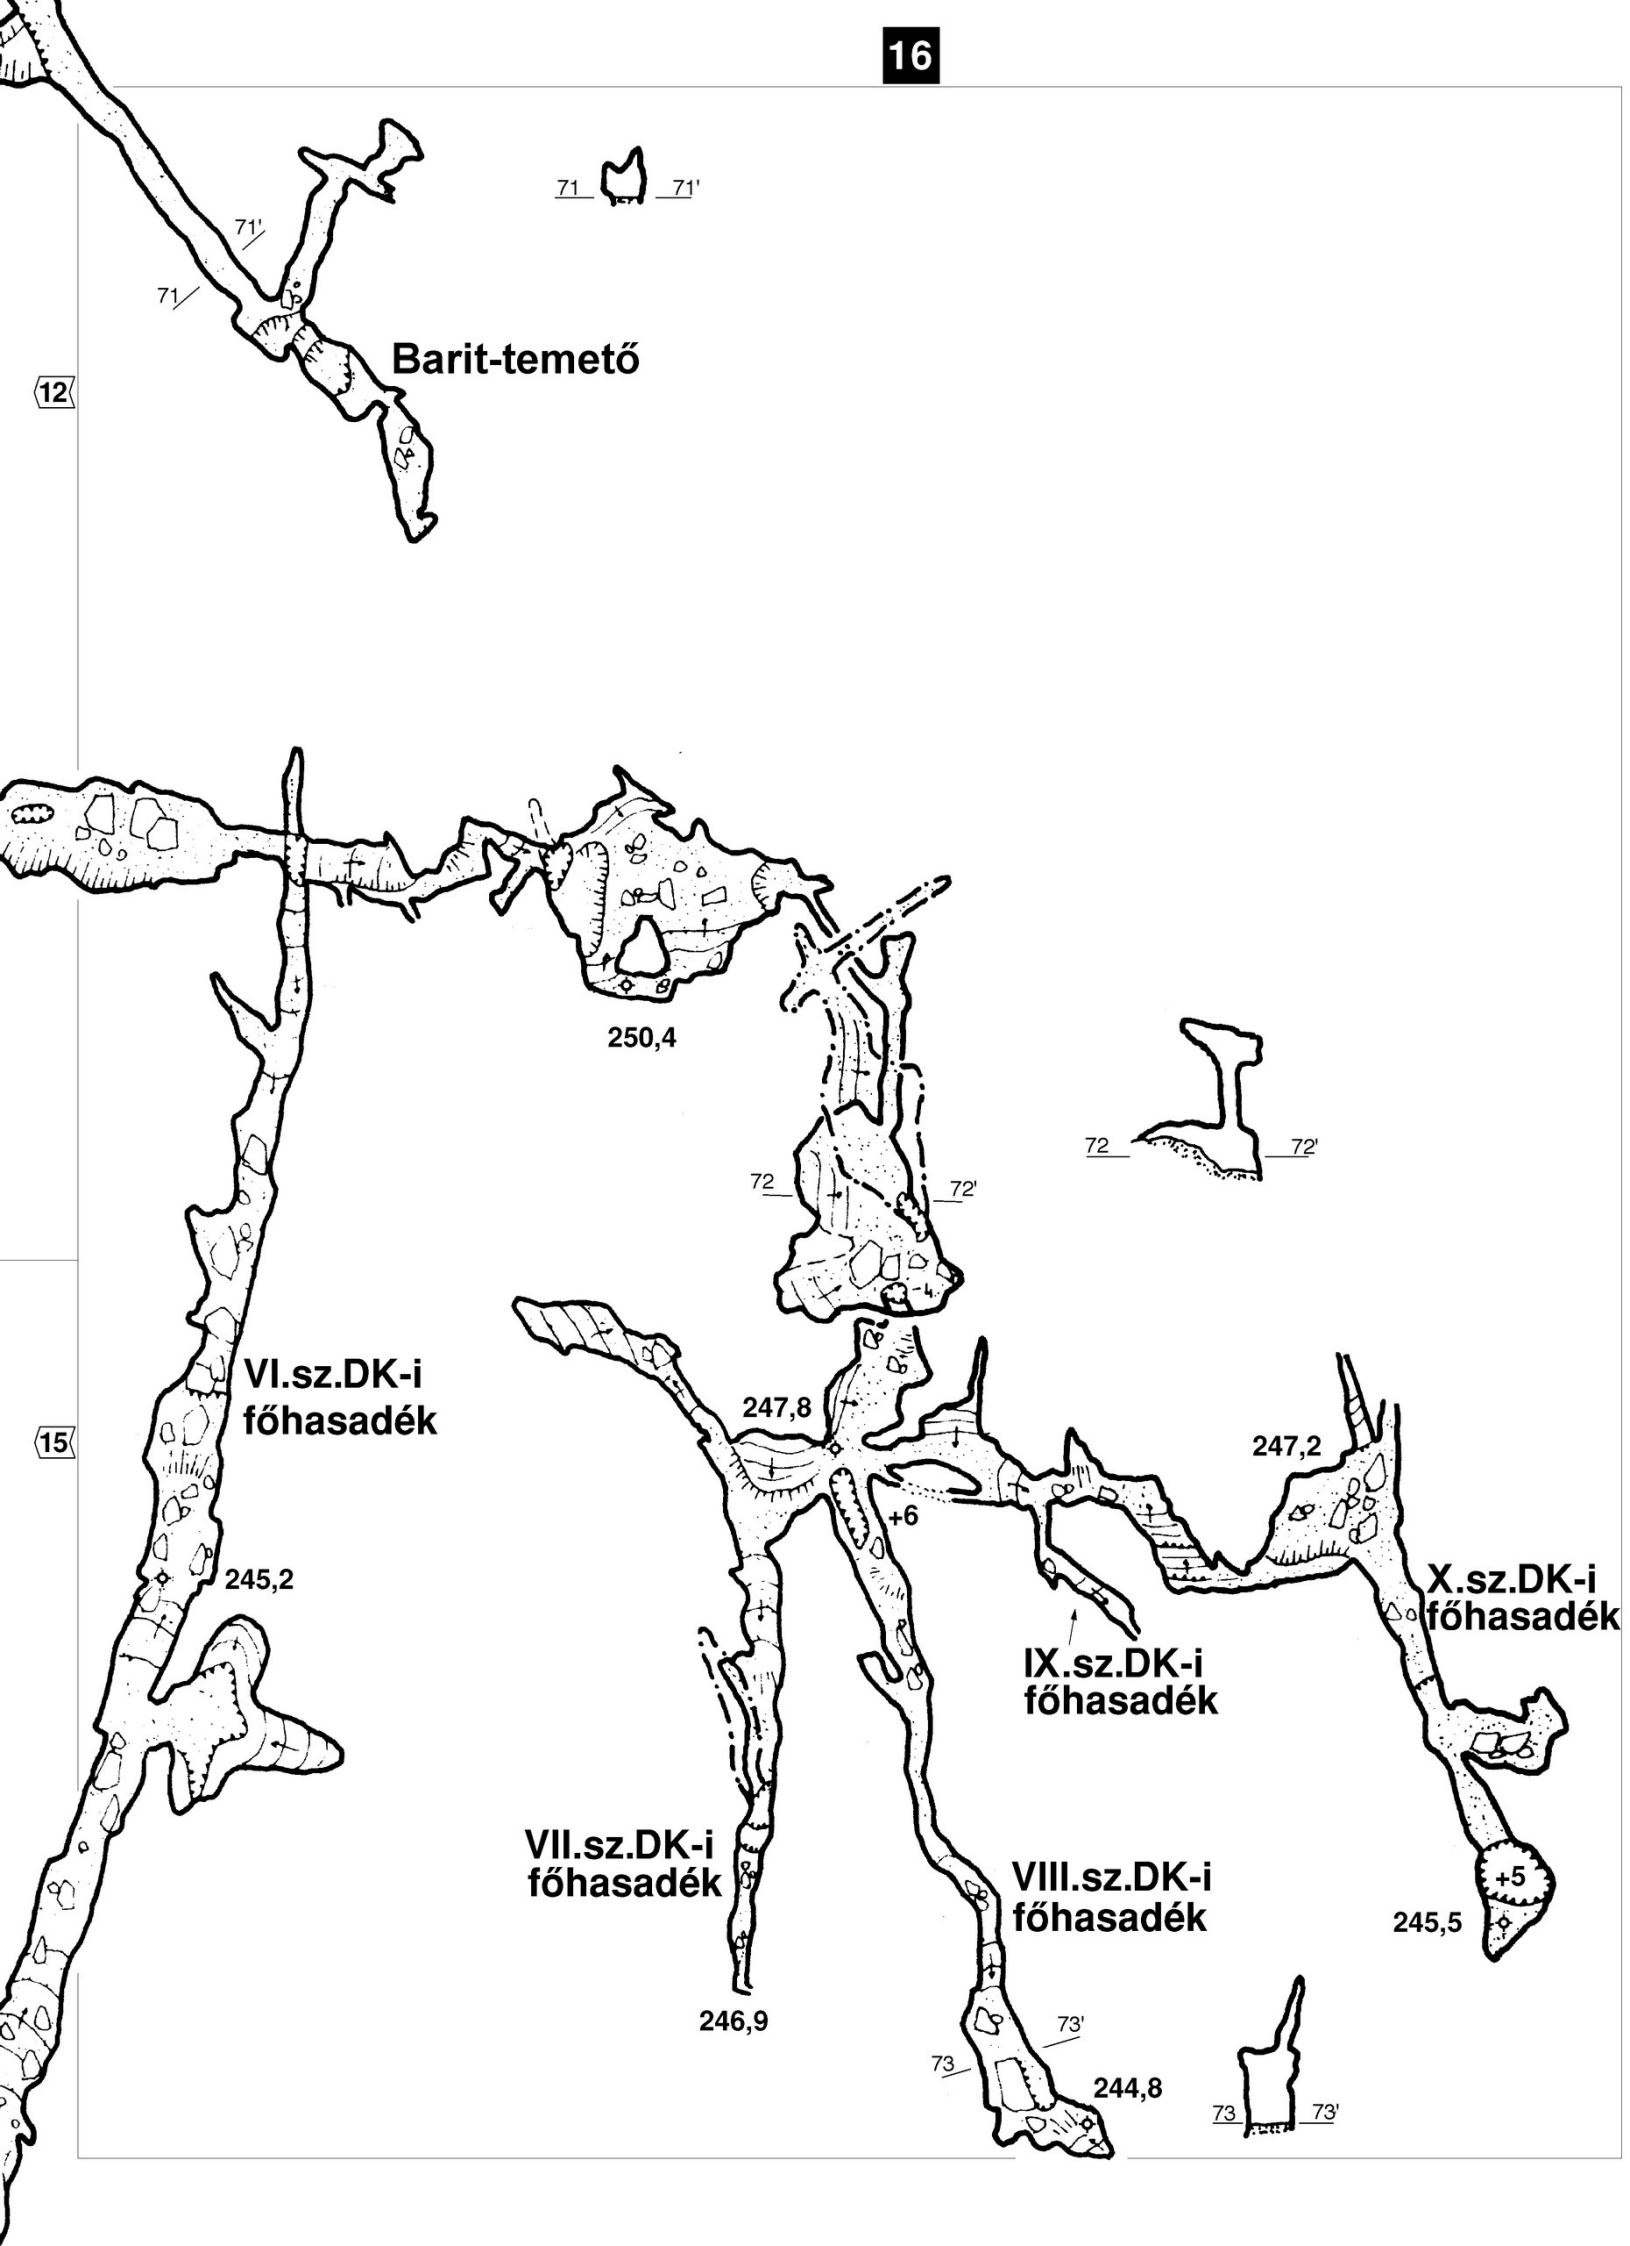 16
71 71'
71'
71
Barit-temető
12
250,4
72 72'
72 72'
-4
VI.sz.DK-i
főhasadék
247,8
15
247,2
+6
245,2
X.sz.DK-i
főhasadék
IX.sz.DK-i
főhasadék
VII.sz.DK-i
főhasadék
VIII.sz.DK-i
főhasadék
+5
245,5
246,9
73'
73
244,8
73 73'